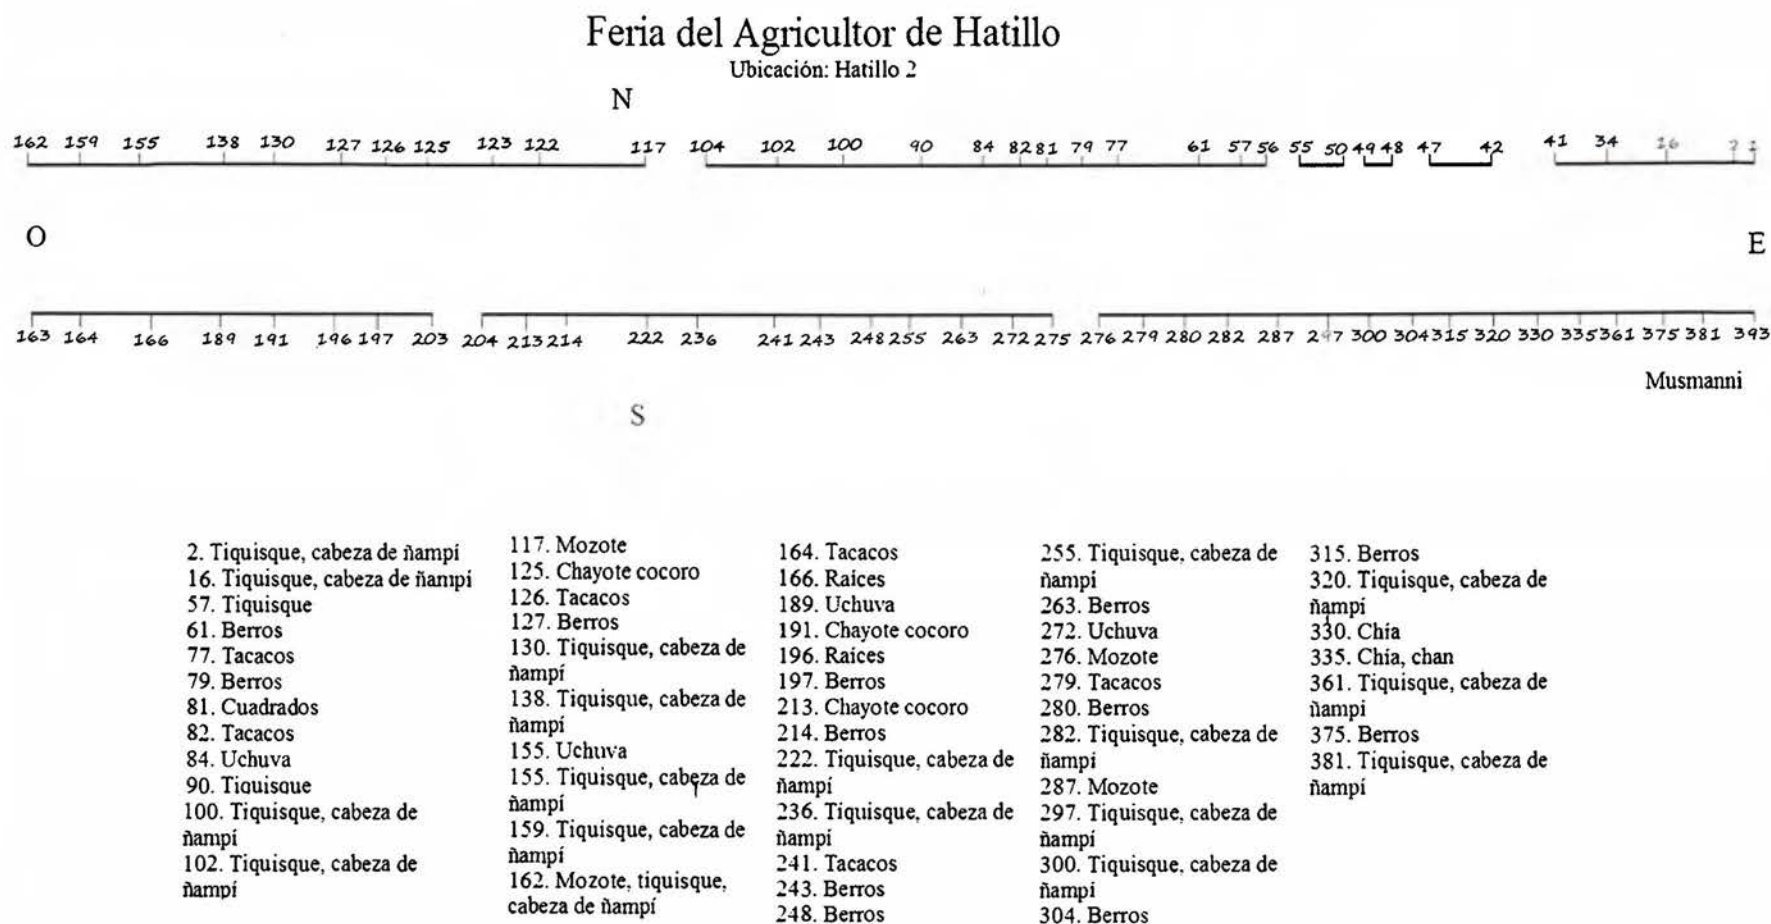 Feria del Agricultor de Hatillo
Ubicación: Hatillo 2
N
162 159 155 138 130 127 126 125 123 122 117 104 102 100 90 84 82 81 79 77 61 57 56 55 50 49 48 47 42 41 34 16 2 1
O
E
163 164 166 189 191 196 197 203 204 213 214 222 236 241 243 248 255 263 272 275 276 279 280 282 287 297 300 304 315 320 330 335 361 375 381 393
Musmanni
S
2. Tiquisque, cabeza de ñampí
16. Tiquisque, cabeza de ñampí
57. Tiquisque
61. Berros
77. Tacacos
79. Berros
81. Cuadrados
82. Tacacos
84. Uchuva
90. Tiquisque
100. Tiquisque, cabeza de
ñampí
102. Tiquisque, cabeza de
ñampí
117. Mozote
125. Chayote cocoro
126. Tacacos
127. Berros
130. Tiquisque, cabeza de
ñampí
138. Tiquisque, cabeza de
ñampí
155. Uchuva
155. Tiquisque, cabeza de
ñampí
159. Tiquisque, cabeza de
ñampí
162. Mozote, tiquisque,
cabeza de ñampí
164. Tacacos
166. Raíces
189. Uchuva
191. Chayote cocoro
196. Raíces
197. Berros
213. Chayote cocoro
214. Berros
222. Tiquisque, cabeza de
ñampí
236. Tiquisque, cabeza de
ñampí
241. Tacacos
243. Berros
248. Berros
255. Tiquisque, cabeza de
ñampí
263. Berros
272. Uchuva
276. Mozote
279. Tacacos
280. Berros
282. Tiquisque, cabeza de
ñampí
287. Mozote
297. Tiquisque, cabeza de
ñampí
300. Tiquisque, cabeza de
ñampí
304. Berros
315. Berros
320. Tiquisque, cabeza de
ñampí
330. Chía
335. Chía, chan
361. Tiquisque, cabeza de
ñampí
375. Berros
381. Tiquisque, cabeza de
ñampí